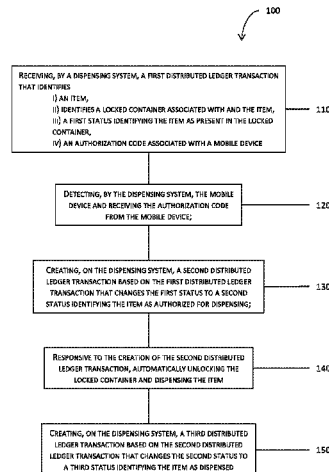 100
RECEIVING, BY A DISPENSING SYSTEM, A FIRST DISTRIBUTED LEDGER TRANSACTION
THAT IDENTIFIES
I) AN ITEM,
II) IDENTIFIES A LOCKED CONTAINER ASSOCIATED WITH AND THE ITEM,
III) A FIRST STATUS IDENTIFYING THE ITEM AS PRESENT IN THE LOCKED
CONTAINER,
IV) AN AUTHORIZATION CODE ASSOCIATED WITH A MOBILE DEVICE
110
DETECTING, BY THE DISPENSING SYSTEM, THE MOBILE
DEVICE AND RECEIVING THE AUTHORIZATION CODE
FROM THE MOBILE DEVICE;
120
CREATING, ON THE DISPENSING SYSTEM, A SECOND DISTRIBUTED
LEDGER TRANSACTION BASED ON THE FIRST DISTRIBUTED LEDGER
TRANSACTION THAT CHANGES THE FIRST STATUS TO A SECOND
STATUS IDENTIFYING THE ITEM AS AUTHORIZED FOR DISPENSING;
130
RESPONSIVE TO THE CREATION OF THE SECOND DISTRIBUTED
LEDGER TRANSACTION, AUTOMATICALLY UNLOCKING THE
LOCKED CONTAINER AND DISPENSING THE ITEM
140
CREATING, ON THE DISPENSING SYSTEM, A THIRD DISTRIBUTED
LEDGER TRANSACTION BASED ON THE SECOND DISTRIBUTED
LEDGER TRANSACTION THAT CHANGES THE SECOND STATUS TO
A THIRD STATUS IDENTIFYING THE ITEM AS DISPENSED
150